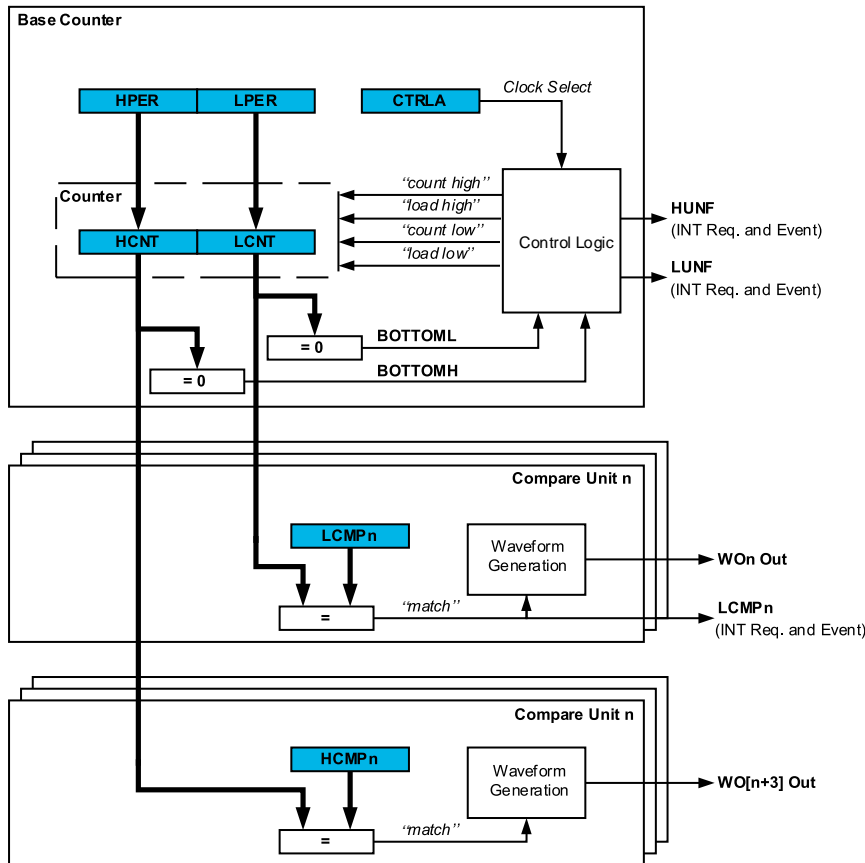 Base Counter
HPER LPER CTRLA
Clock Select
Counter
HCNT LCNT
“count high”
“load high”
“count low”
“load low”
Control Logic
HUNF
(INT Req. and Event)
LUNF
(INT Req. and Event)
= 0
BOTTOML
= 0
BOTTOMH
Compare Unit n
LCMPn
Waveform
Generation
WOn Out
=
“match”
LCMPn
(INT Req. and Event)
Compare Unit n
HCMPn
Waveform
Generation
WO[n+3] Out
=
“match”